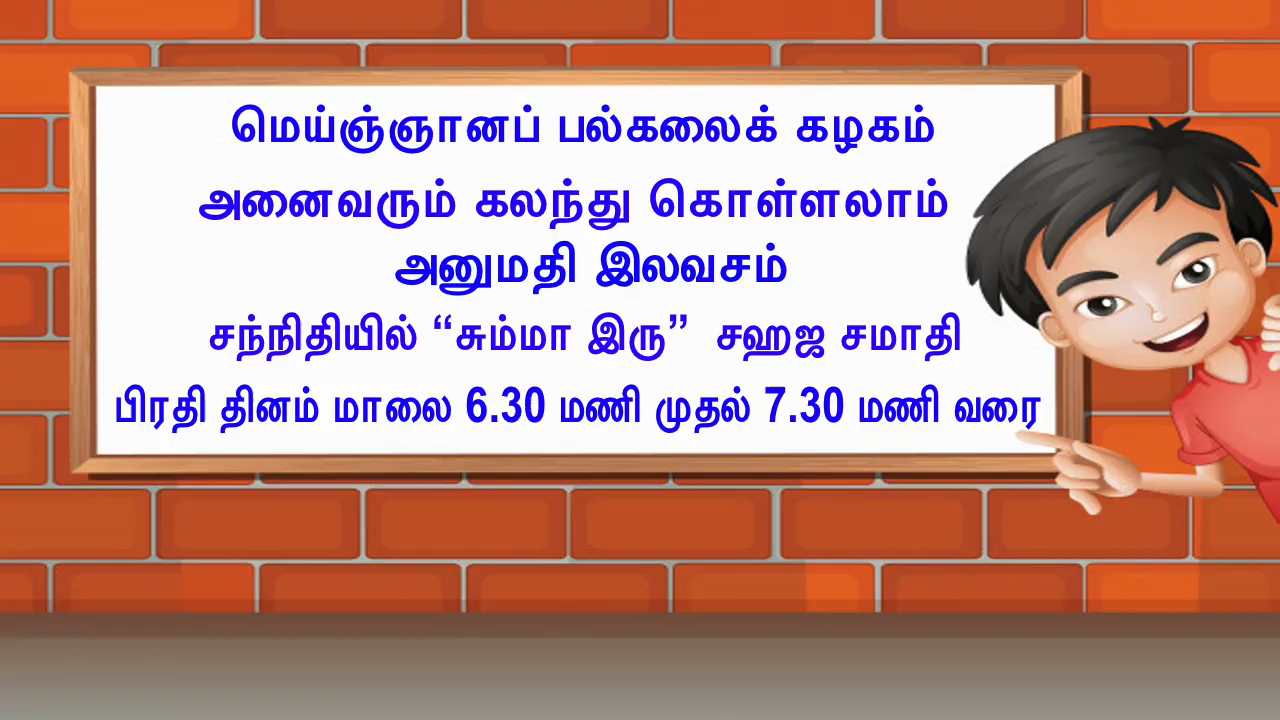 மெய்ஞ்ஞானப் பல்கலைக் கழகம்
அனைவரும் கலந்து கொள்ளலாம்
அனுமதி இலவசம்
சந்நிதியில் “சும்மா இரு” சஹஜ சமாதி
பிரதி தினம் மாலை 6.30 மணி முதல் 7.30 மணி வரை